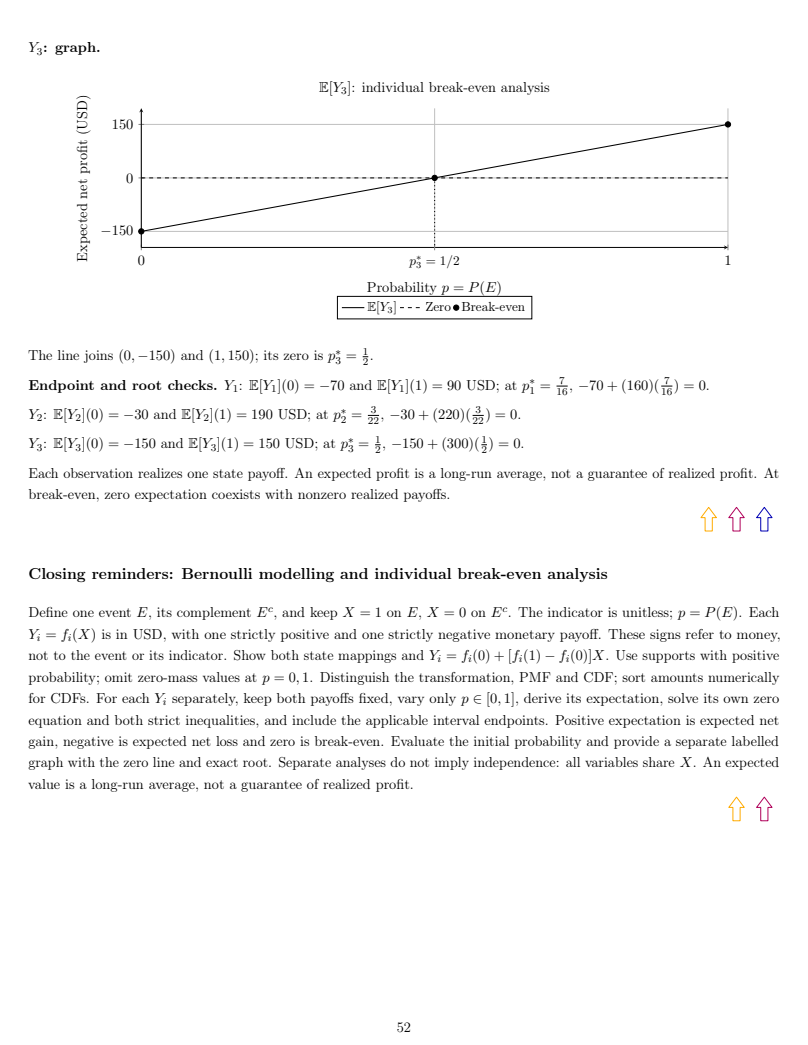 Y₃: graph.
𝔼[Y₃]: individual break-even analysis
Expected net profit (USD)
150
0
−150
0
p₃* = 1/2
1
Probability p = P(E)
𝔼[Y₃] Zero Break-even
The line joins (0, −150) and (1, 150); its zero is p₃* = 1/2.
Endpoint and root checks. Y₁: 𝔼[Y₁](0) = −70 and 𝔼[Y₁](1) = 90 USD; at p₁* = 7/16, −70 + (160)(7/16) = 0.
Y₂: 𝔼[Y₂](0) = −30 and 𝔼[Y₂](1) = 190 USD; at p₂* = 3/22, −30 + (220)(3/22) = 0.
Y₃: 𝔼[Y₃](0) = −150 and 𝔼[Y₃](1) = 150 USD; at p₃* = 1/2, −150 + (300)(1/2) = 0.
Each observation realizes one state payoff. An expected profit is a long-run average, not a guarantee of realized profit. At
break-even, zero expectation coexists with nonzero realized payoffs.
Closing reminders: Bernoulli modelling and individual break-even analysis
Define one event E, its complement Eᶜ, and keep X = 1 on E, X = 0 on Eᶜ. The indicator is unitless; p = P(E). Each
Yᵢ = fᵢ(X) is in USD, with one strictly positive and one strictly negative monetary payoff. These signs refer to money,
not to the event or its indicator. Show both state mappings and Yᵢ = fᵢ(0) + [fᵢ(1) − fᵢ(0)]X. Use supports with positive
probability; omit zero-mass values at p = 0, 1. Distinguish the transformation, PMF and CDF; sort amounts numerically
for CDFs. For each Yᵢ separately, keep both payoffs fixed, vary only p ∈ [0, 1], derive its expectation, solve its own zero
equation and both strict inequalities, and include the applicable interval endpoints. Positive expectation is expected net
gain, negative is expected net loss and zero is break-even. Evaluate the initial probability and provide a separate labelled
graph with the zero line and exact root. Separate analyses do not imply independence: all variables share X. An expected
value is a long-run average, not a guarantee of realized profit.
52